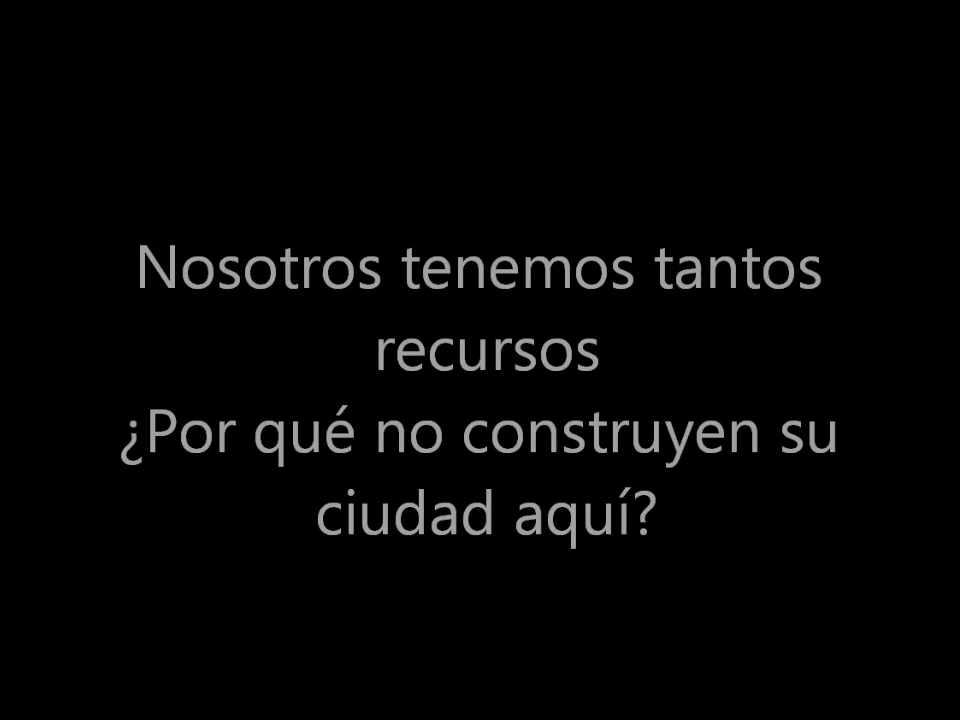 Nosotros tenemos tantos
recursos
¿Por qué no construyen su
ciudad aquí?